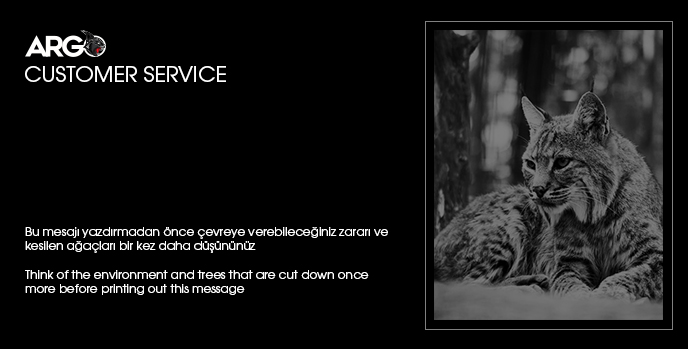 ARGO
CUSTOMER SERVICE
Bu mesajı yazdırmadan önce çevreye verebileceğiniz zararı ve
kesilen ağaçları bir kez daha düşününüz
Think of the environment and trees that are cut down once
more before printing out this message